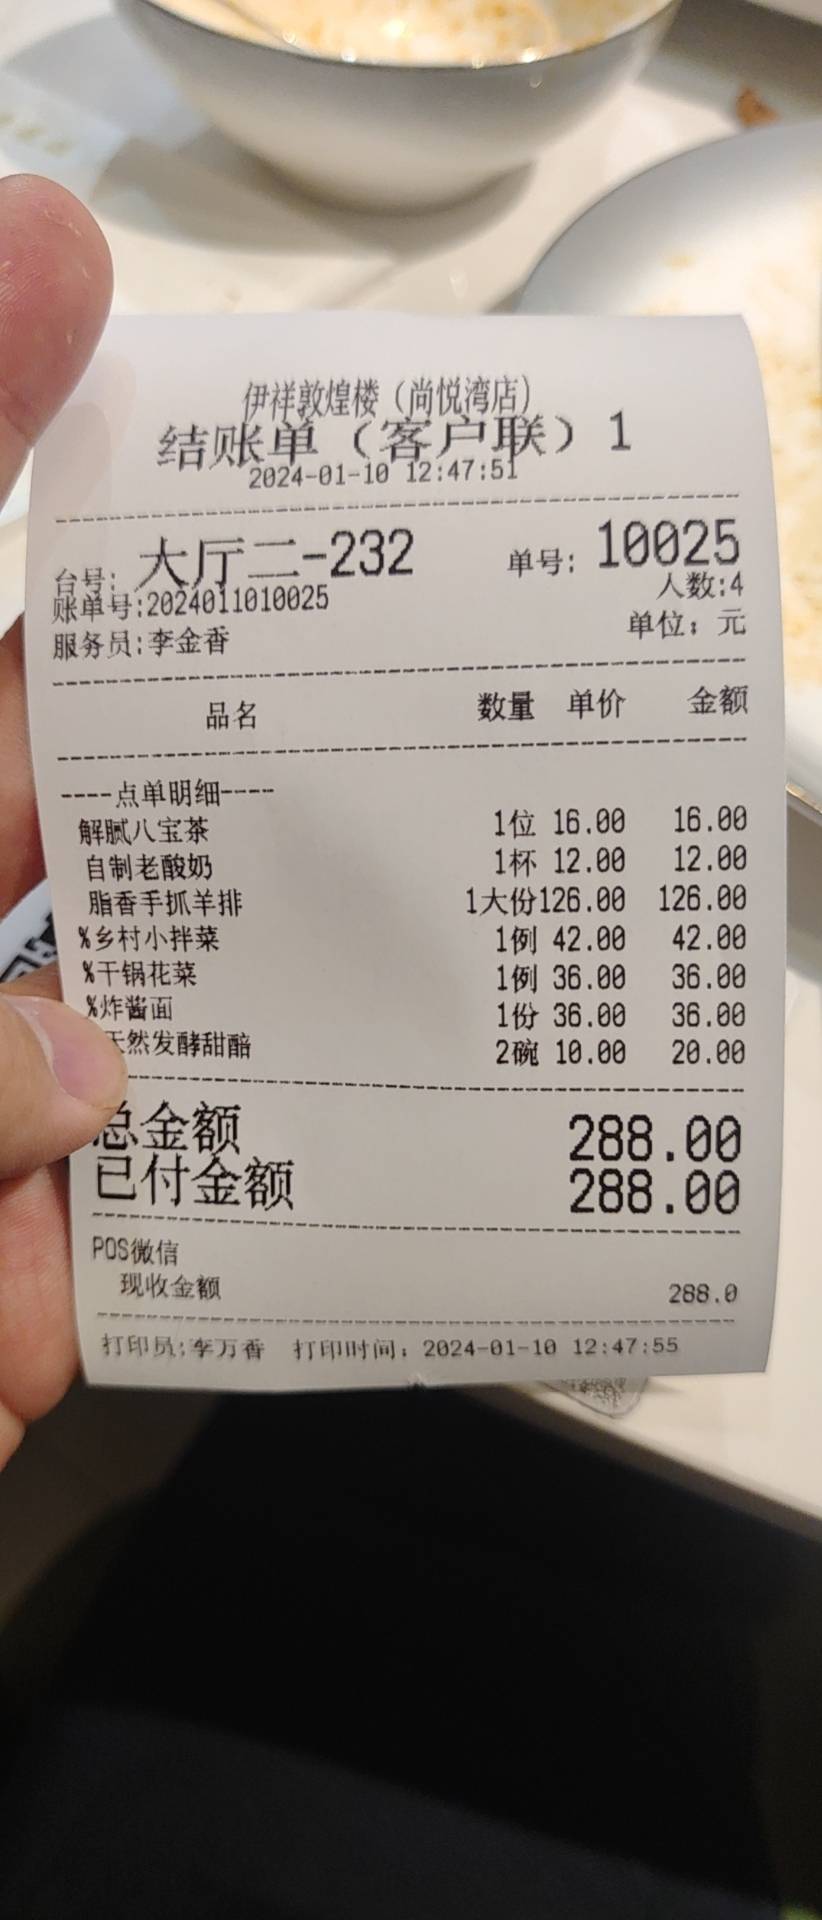 伊祥敦煌楼（尚悦湾店）
结账单（客户联）1
2024-01-10 12:47:51
台号: 大厅二-232 单号: 10025
账单号:2024011010025 人数:4
服务员:李金香 单位：元
品名 数量 单价 金额
----点单明细----
解腻八宝茶 1位 16.00 16.00
自制老酸奶 1杯 12.00 12.00
脂香手抓羊排 1大份126.00 126.00
%乡村小拌菜 1例 42.00 42.00
%干锅花菜 1例 36.00 36.00
%炸酱面 1份 36.00 36.00
天然发酵甜醅 2碗 10.00 20.00
总金额 288.00
已付金额 288.00
POS微信
现收金额 288.0
打印员:李万香 打印时间：2024-01-10 12:47:55